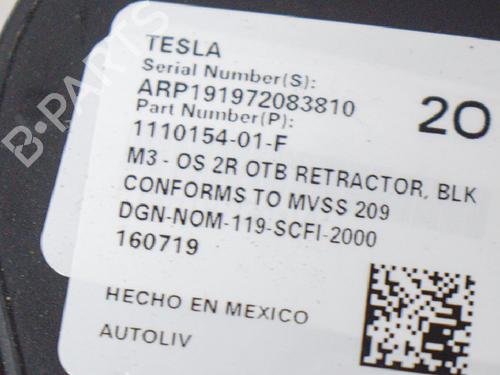 TESLA
Serial Number(S):
ARP191972083810
20
Part Number(P):
1110154-01-F
M3 - OS 2R OTB RETRACTOR, BLK
CONFORMS TO MVSS 209
DGN-NOM-119-SCFI-2000
160719
HECHO EN MEXICO
AUTOLIV
B-PARTS